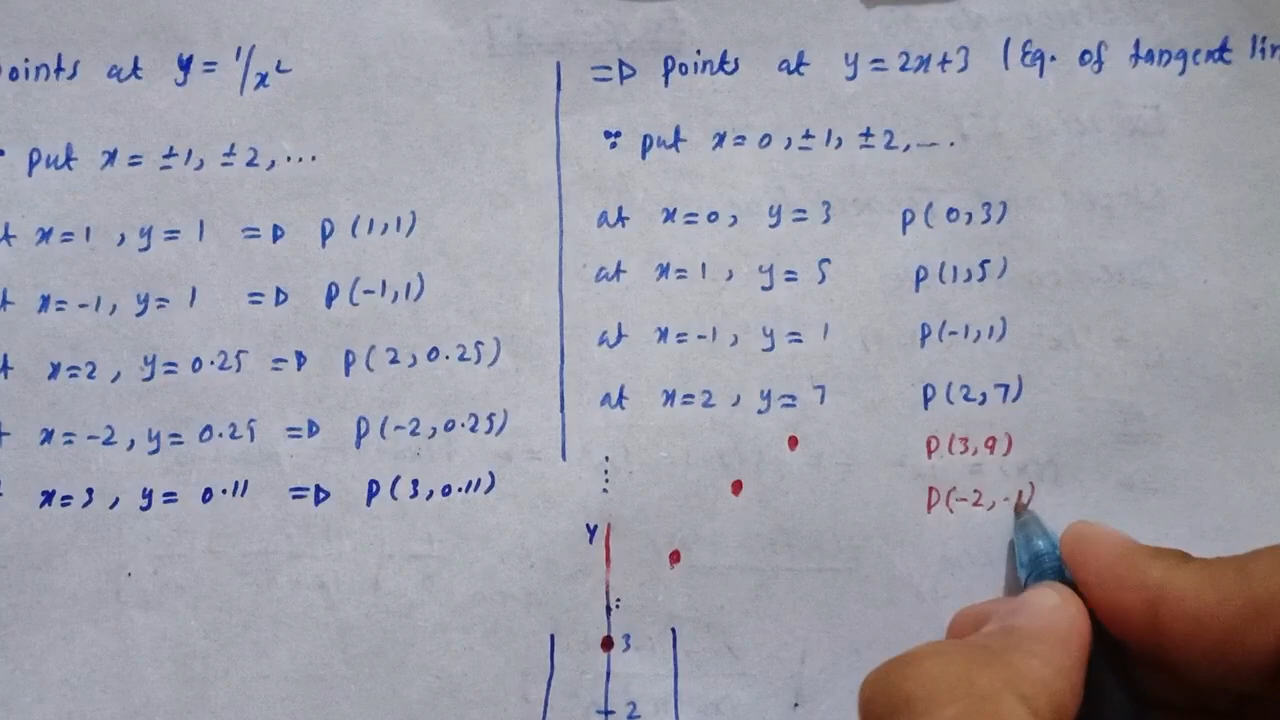 oints at y = 1/x²
put x = ±1, ±2, ...
x=1, y=1 ⇒ P(1,1)
x=-1, y=1 ⇒ P(-1,1)
x=2, y=0.25 ⇒ P(2,0.25)
x=-2, y=0.25 ⇒ P(-2,0.25)
x=3, y=0.11 ⇒ P(3,0.11)
⇒ points at y=2x+3 (Eq. of tangent lin
∵ put x=0, ±1, ±2, ...
at x=0, y=3 P(0,3)
at x=1, y=5 P(1,5)
at x=-1, y=1 P(-1,1)
at x=2, y=7 P(2,7)
P(3,9)
P(-2,-1)
Y
3
2